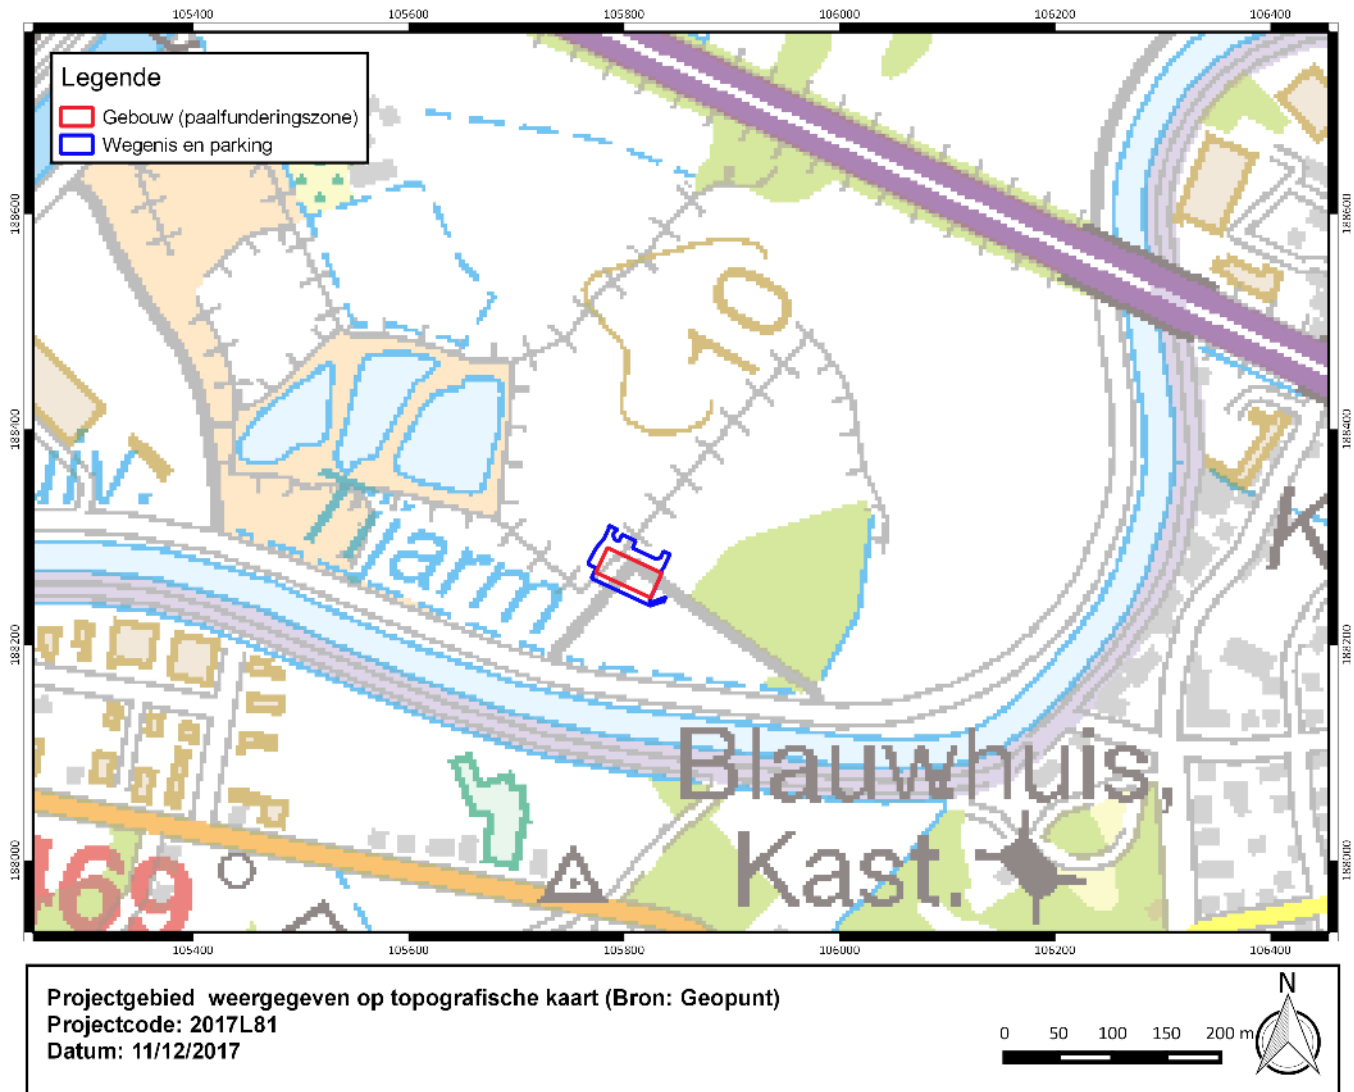 105400 105600 105800 106000 106200 106400
Legende
Gebouw (paalfunderingszone)
Wegenis en parking
188600 188600
10
188400 188400
Tijarm
188200 188200
Blauwhuis,
Kast.
188000 188000
469
105400 105600 105800 106000 106200 106400
Projectgebied weergegeven op topografische kaart (Bron: Geopunt)
Projectcode: 2017L81
Datum: 11/12/2017
0 50 100 150 200 m
N